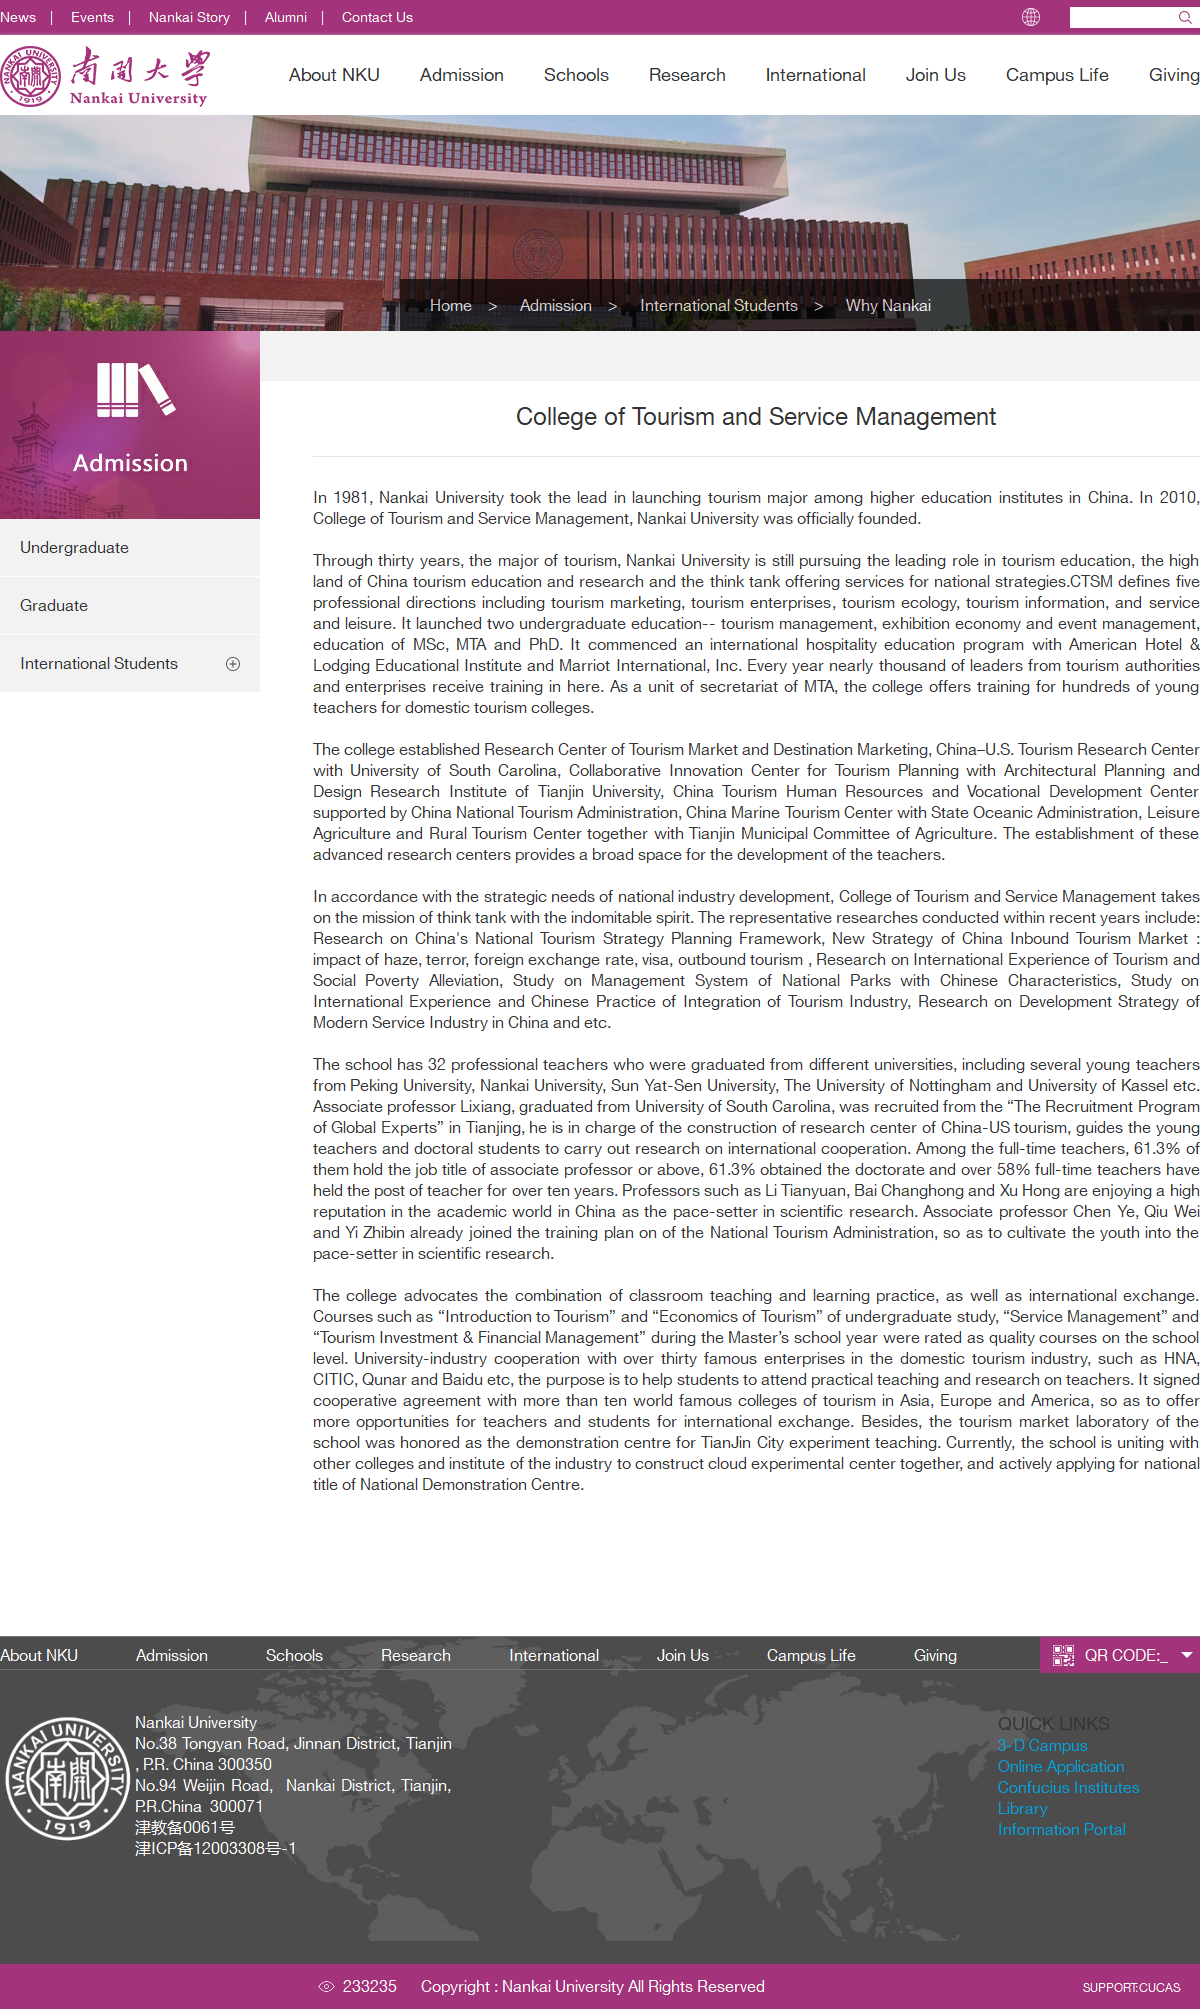 News | Events | Nankai Story | Alumni | Contact Us
NANKAI UNIVERSITY
南開
1919
南開大學
Nankai University
About NKU Admission Schools Research International Join Us Campus Life Giving
Home > Admission > International Students > Why Nankai
Admission
Undergraduate
Graduate
International Students
College of Tourism and Service Management
In 1981, Nankai University took the lead in launching tourism major among higher education institutes in China. In 2010,
College of Tourism and Service Management, Nankai University was officially founded.
Through thirty years, the major of tourism, Nankai University is still pursuing the leading role in tourism education, the high
land of China tourism education and research and the think tank offering services for national strategies.CTSM defines five
professional directions including tourism marketing, tourism enterprises, tourism ecology, tourism information, and service
and leisure. It launched two undergraduate education-- tourism management, exhibition economy and event management,
education of MSc, MTA and PhD. It commenced an international hospitality education program with American Hotel &
Lodging Educational Institute and Marriot International, Inc. Every year nearly thousand of leaders from tourism authorities
and enterprises receive training in here. As a unit of secretariat of MTA, the college offers training for hundreds of young
teachers for domestic tourism colleges.
The college established Research Center of Tourism Market and Destination Marketing, China–U.S. Tourism Research Center
with University of South Carolina, Collaborative Innovation Center for Tourism Planning with Architectural Planning and
Design Research Institute of Tianjin University, China Tourism Human Resources and Vocational Development Center
supported by China National Tourism Administration, China Marine Tourism Center with State Oceanic Administration, Leisure
Agriculture and Rural Tourism Center together with Tianjin Municipal Committee of Agriculture. The establishment of these
advanced research centers provides a broad space for the development of the teachers.
In accordance with the strategic needs of national industry development, College of Tourism and Service Management takes
on the mission of think tank with the indomitable spirit. The representative researches conducted within recent years include:
Research on China's National Tourism Strategy Planning Framework, New Strategy of China Inbound Tourism Market :
impact of haze, terror, foreign exchange rate, visa, outbound tourism , Research on International Experience of Tourism and
Social Poverty Alleviation, Study on Management System of National Parks with Chinese Characteristics, Study on
International Experience and Chinese Practice of Integration of Tourism Industry, Research on Development Strategy of
Modern Service Industry in China and etc.
The school has 32 professional teachers who were graduated from different universities, including several young teachers
from Peking University, Nankai University, Sun Yat-Sen University, The University of Nottingham and University of Kassel etc.
Associate professor Lixiang, graduated from University of South Carolina, was recruited from the “The Recruitment Program
of Global Experts” in Tianjing, he is in charge of the construction of research center of China-US tourism, guides the young
teachers and doctoral students to carry out research on international cooperation. Among the full-time teachers, 61.3% of
them hold the job title of associate professor or above, 61.3% obtained the doctorate and over 58% full-time teachers have
held the post of teacher for over ten years. Professors such as Li Tianyuan, Bai Changhong and Xu Hong are enjoying a high
reputation in the academic world in China as the pace-setter in scientific research. Associate professor Chen Ye, Qiu Wei
and Yi Zhibin already joined the training plan on of the National Tourism Administration, so as to cultivate the youth into the
pace-setter in scientific research.
The college advocates the combination of classroom teaching and learning practice, as well as international exchange.
Courses such as “Introduction to Tourism” and “Economics of Tourism” of undergraduate study, “Service Management” and
“Tourism Investment & Financial Management” during the Master’s school year were rated as quality courses on the school
level. University-industry cooperation with over thirty famous enterprises in the domestic tourism industry, such as HNA,
CITIC, Qunar and Baidu etc, the purpose is to help students to attend practical teaching and research on teachers. It signed
cooperative agreement with more than ten world famous colleges of tourism in Asia, Europe and America, so as to offer
more opportunities for teachers and students for international exchange. Besides, the tourism market laboratory of the
school was honored as the demonstration centre for TianJin City experiment teaching. Currently, the school is uniting with
other colleges and institute of the industry to construct cloud experimental center together, and actively applying for national
title of National Demonstration Centre.
About NKU Admission Schools Research International Join Us Campus Life Giving QR CODE:_
NANKAI UNIVERSITY
南開
1919
Nankai University
No.38 Tongyan Road, Jinnan District, Tianjin
, P.R. China 300350
No.94 Weijin Road, Nankai District, Tianjin,
P.R.China 300071
津教备0061号
津ICP备12003308号-1
QUICK LINKS
3-D Campus
Online Application
Confucius Institutes
Library
Information Portal
233235 Copyright : Nankai University All Rights Reserved SUPPORT:CUCAS